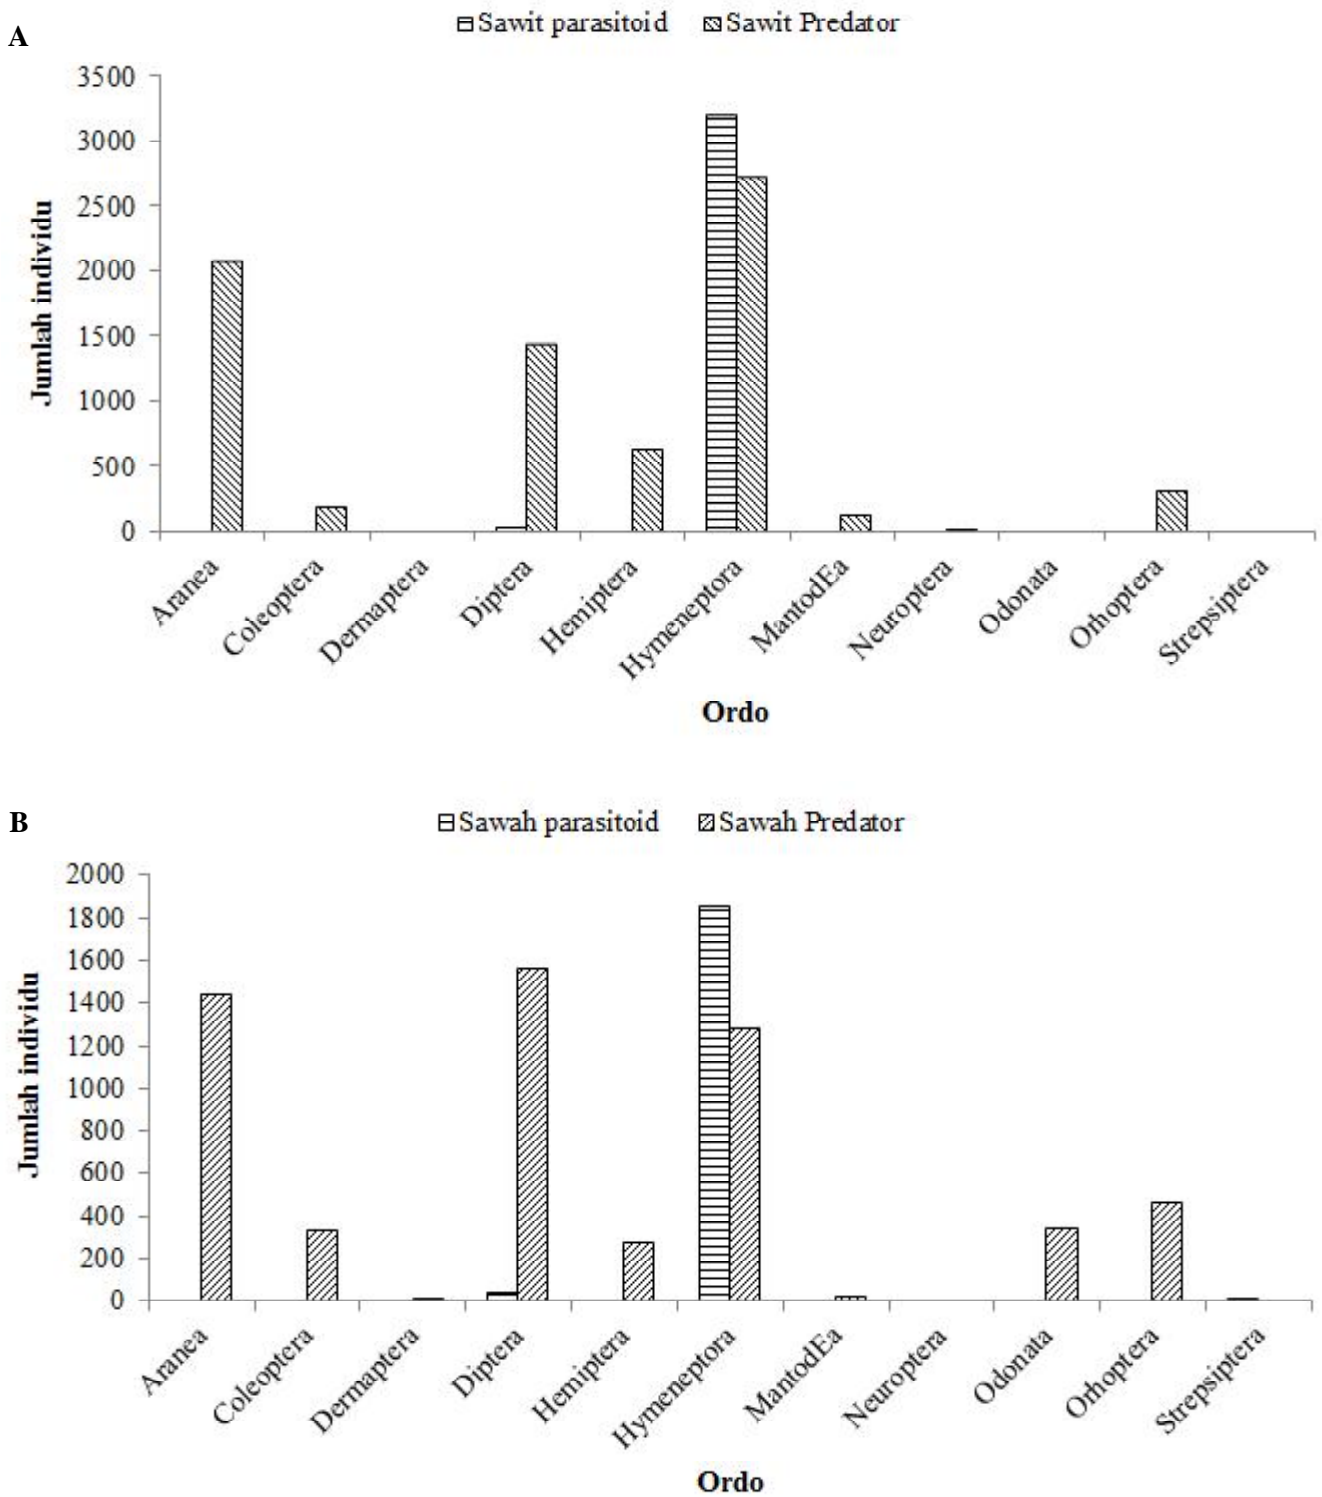 A
Sawit parasitoid Sawit Predator
3500
3000
2500
2000
1500
1000
500
0
Jumlah individu
Aranea
Coleoptera
Dermaptera
Diptera
Hemiptera
Hymeneptora
MantodEa
Neuroptera
Odonata
Orhoptera
Strepsiptera
Ordo
B
Sawah parasitoid Sawah Predator
2000
1800
1600
1400
1200
1000
800
600
400
200
0
Jumlah individu
Aranea
Coleoptera
Dermaptera
Diptera
Hemiptera
Hymeneptora
MantodEa
Neuroptera
Odonata
Orhoptera
Strepsiptera
Ordo